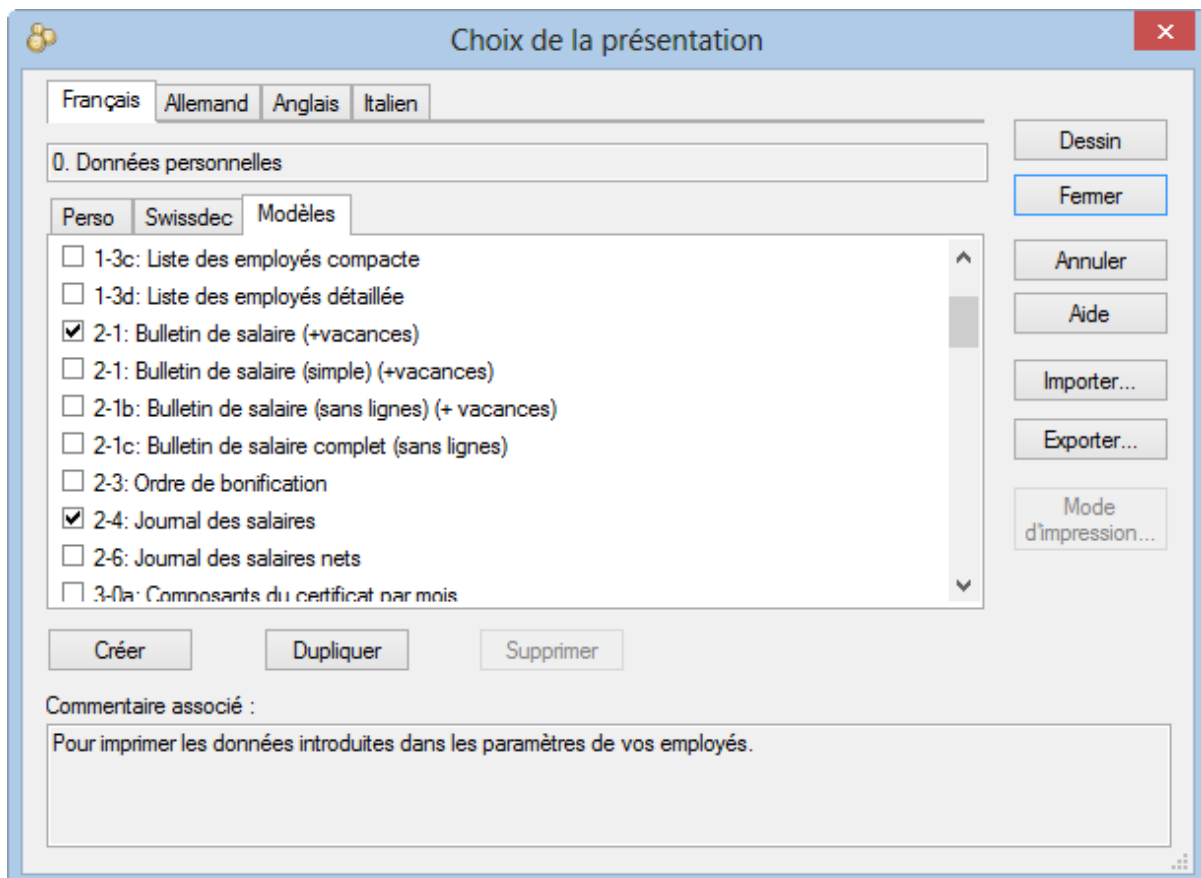 Choix de la présentation
Français Allemand Anglais Italien
0. Données personnelles
Perso Swissdec Modèles
1-3c: Liste des employés compacte
1-3d: Liste des employés détaillée
2-1: Bulletin de salaire (+vacances)
2-1: Bulletin de salaire (simple) (+vacances)
2-1b: Bulletin de salaire (sans lignes) (+ vacances)
2-1c: Bulletin de salaire complet (sans lignes)
2-3: Ordre de bonification
2-4: Journal des salaires
2-6: Journal des salaires nets
3-0a: Composants du certificat par mois
Dessin
Fermer
Annuler
Aide
Importer...
Exporter...
Mode
d'impression...
Créer Dupliquer Supprimer
Commentaire associé :
Pour imprimer les données introduites dans les paramètres de vos employés.